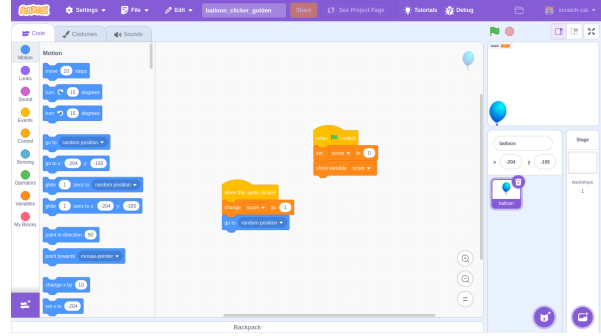 SCRATCH
Settings
File
Edit
balloon_clicker_golden
Share
See Project Page
Tutorials
Debug
scratch-cat
Code
Costumes
Sounds
Motion
Looks
Sound
Events
Control
Sensing
Operators
Variables
My Blocks
Motion
move 10 steps
turn 15 degrees
turn 15 degrees
go to random position
go to x: -204 y: -165
glide 1 secs to random position
glide 1 secs to x: -204 y: -165
point in direction 90
point towards mouse-pointer
change x by 10
set x to -204
when clicked
set score to 0
show variable score
when this sprite clicked
change score by 1
go to random position
score
balloon
x -204 y -165
balloon
Stage
Backdrops
1
Backpack